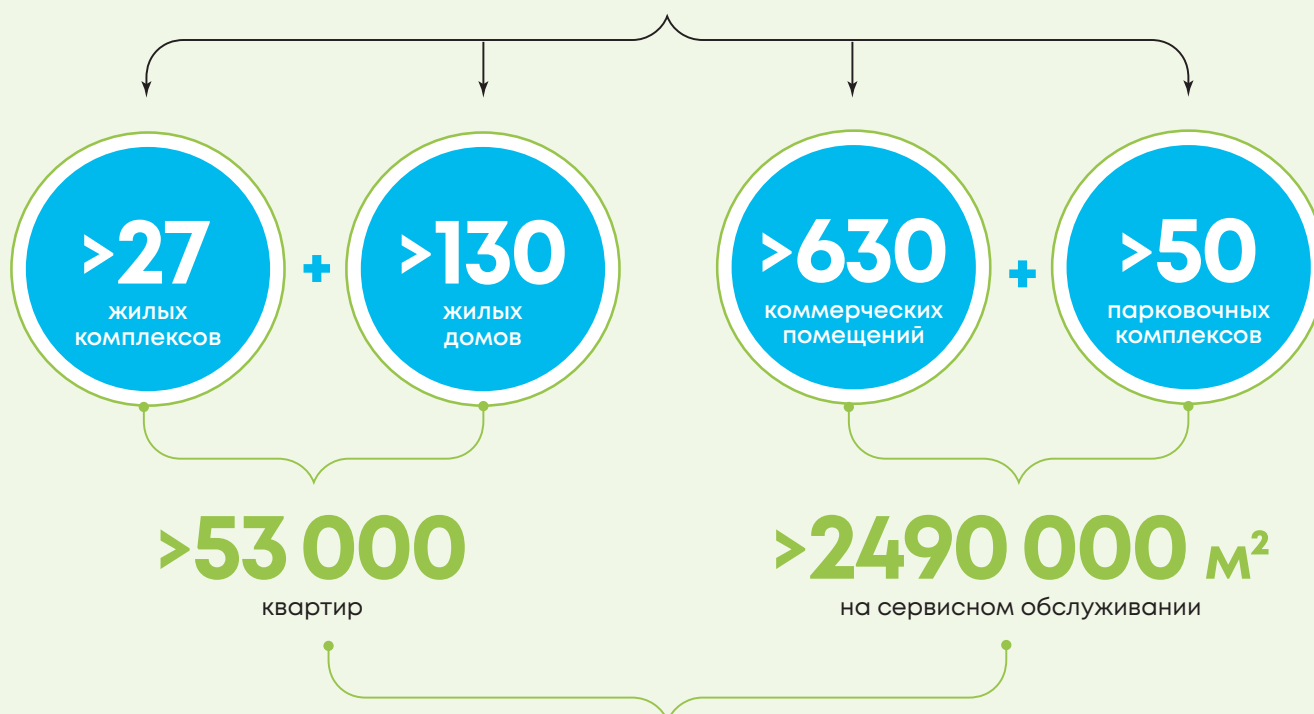 >27
жилых
комплексов
+
>130
жилых
домов
>630
коммерческих
помещений
+
>50
парковочных
комплексов
>53 000
квартир
>2490 000 м²
на сервисном обслуживании